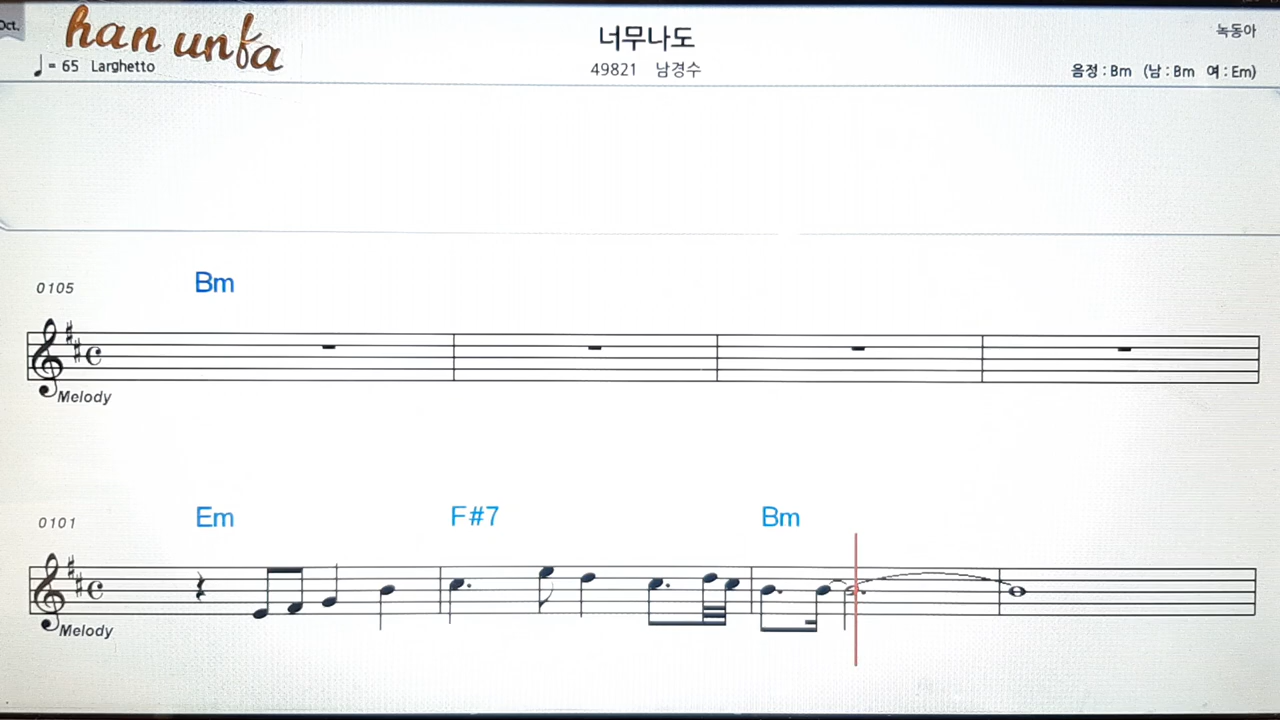 Oct.
han unfa
♩ = 65 Larghetto
너무나도
49821 남경수
녹동아
음정 : Bm (남 : Bm 여 : Em)
0105
Bm
Melody
0101
Em F#7 Bm
Melody